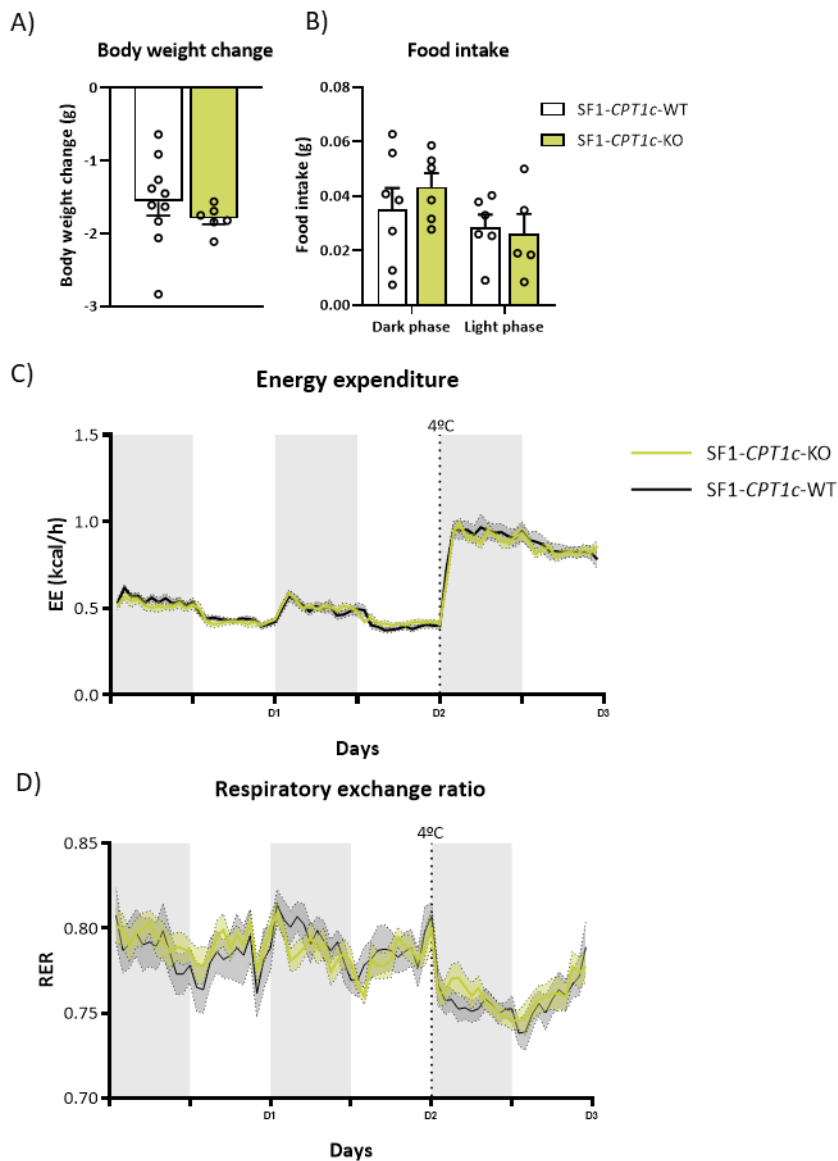 A)
Body weight change
Body weight change (g)
0
-1
-2
-3
B)
Food intake
Food intake (g)
0.08
0.06
0.04
0.02
0.00
Dark phase Light phase
SF1-CPT1c-WT
SF1-CPT1c-KO
C)
Energy expenditure
4ºC
EE (kcal/h)
1.5
1.0
0.5
0.0
D1 D2 D3
Days
SF1-CPT1c-KO
SF1-CPT1c-WT
D)
Respiratory exchange ratio
4ºC
RER
0.85
0.80
0.75
0.70
D1 D2 D3
Days